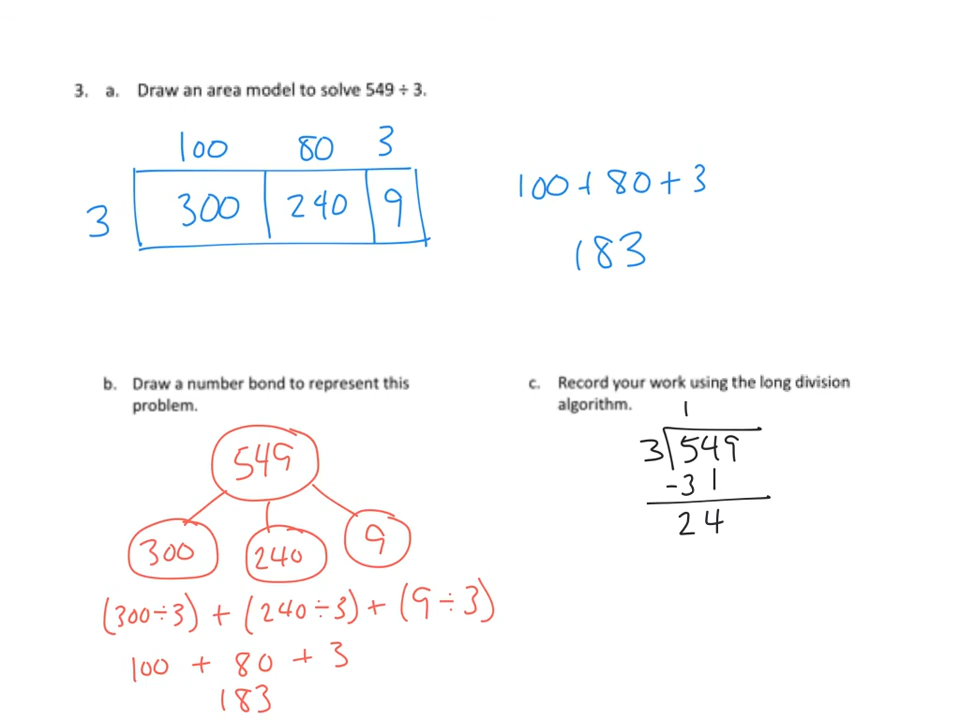 3. a. Draw an area model to solve 549 ÷ 3.
100 80 3
3 300 240 9
100 + 80 + 3
183
b. Draw a number bond to represent this
problem.
549
300 240 9
(300÷3) + (240÷3) + (9÷3)
100 + 80 + 3
183
c. Record your work using the long division
algorithm.
1
3 549
-3
24